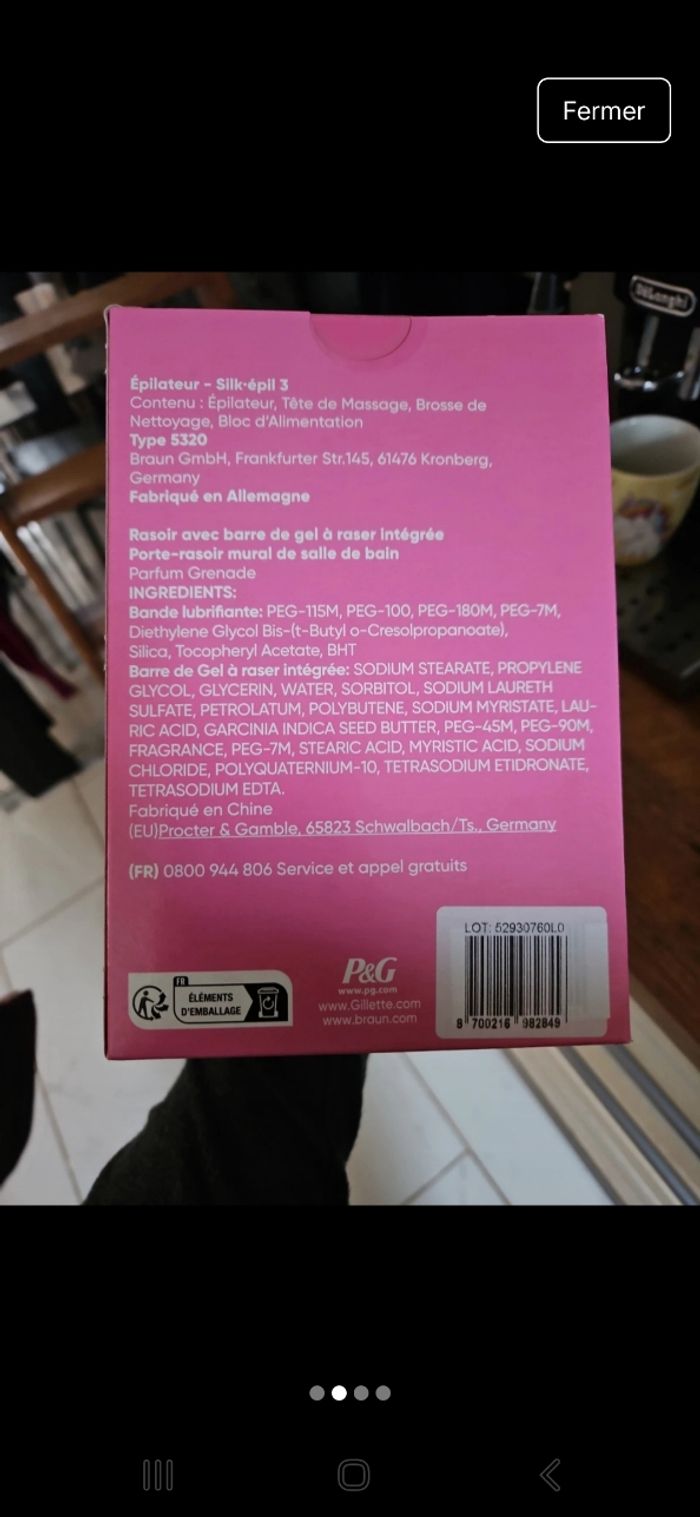 Fermer
DeLonghi
Épilateur - Silk·épil 3
Contenu : Épilateur, Tête de Massage, Brosse de
Nettoyage, Bloc d'Alimentation
Type 5320
Braun GmbH, Frankfurter Str.145, 61476 Kronberg,
Germany
Fabriqué en Allemagne
Rasoir avec barre de gel à raser intégrée
Porte-rasoir mural de salle de bain
Parfum Grenade
INGREDIENTS:
Bande lubrifiante: PEG-115M, PEG-100, PEG-180M, PEG-7M,
Diethylene Glycol Bis-(t-Butyl o-Cresolpropanoate),
Silica, Tocopheryl Acetate, BHT
Barre de Gel à raser intégrée: SODIUM STEARATE, PROPYLENE
GLYCOL, GLYCERIN, WATER, SORBITOL, SODIUM LAURETH
SULFATE, PETROLATUM, POLYBUTENE, SODIUM MYRISTATE, LAU-
RIC ACID, GARCINIA INDICA SEED BUTTER, PEG-45M, PEG-90M,
FRAGRANCE, PEG-7M, STEARIC ACID, MYRISTIC ACID, SODIUM
CHLORIDE, POLYQUATERNIUM-10, TETRASODIUM ETIDRONATE,
TETRASODIUM EDTA.
Fabriqué en Chine
(EU)Procter & Gamble, 65823 Schwalbach/Ts., Germany
(FR) 0800 944 806 Service et appel gratuits
FR
ÉLÉMENTS
D'EMBALLAGE
P&G
www.pg.com
www.Gillette.com
www.braun.com
LOT: 52930760L0
8 700216 982849